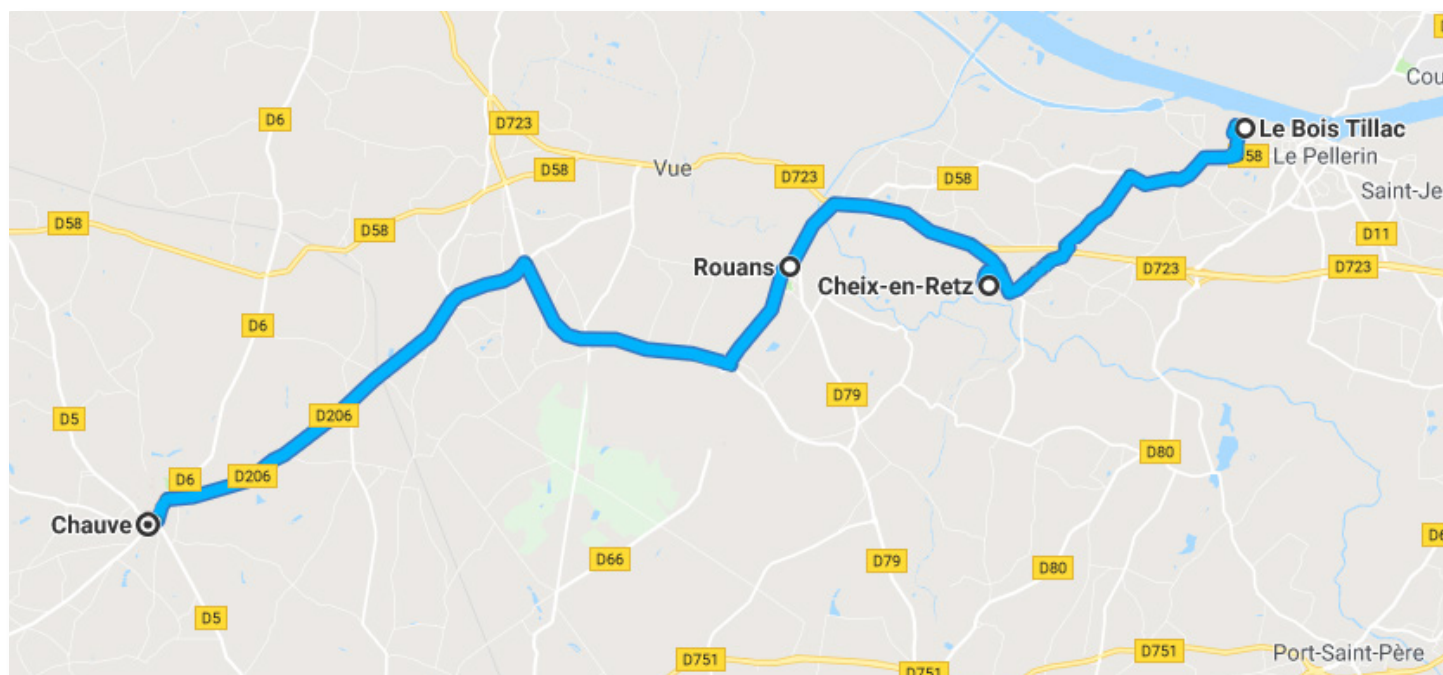 D
Cou
D6
D723
Le Bois Tillac
D58
Vue
D723
D58
58
Le Pellerin
Saint-Je
D58
D58
D11
Rouans
Cheix-en-Retz
D723
D723
D6
D79
D5
D206
D80
D6
D206
Chauve
D6
D66
D79
D80
D5
D751
D751
D751
Port-Saint-Père